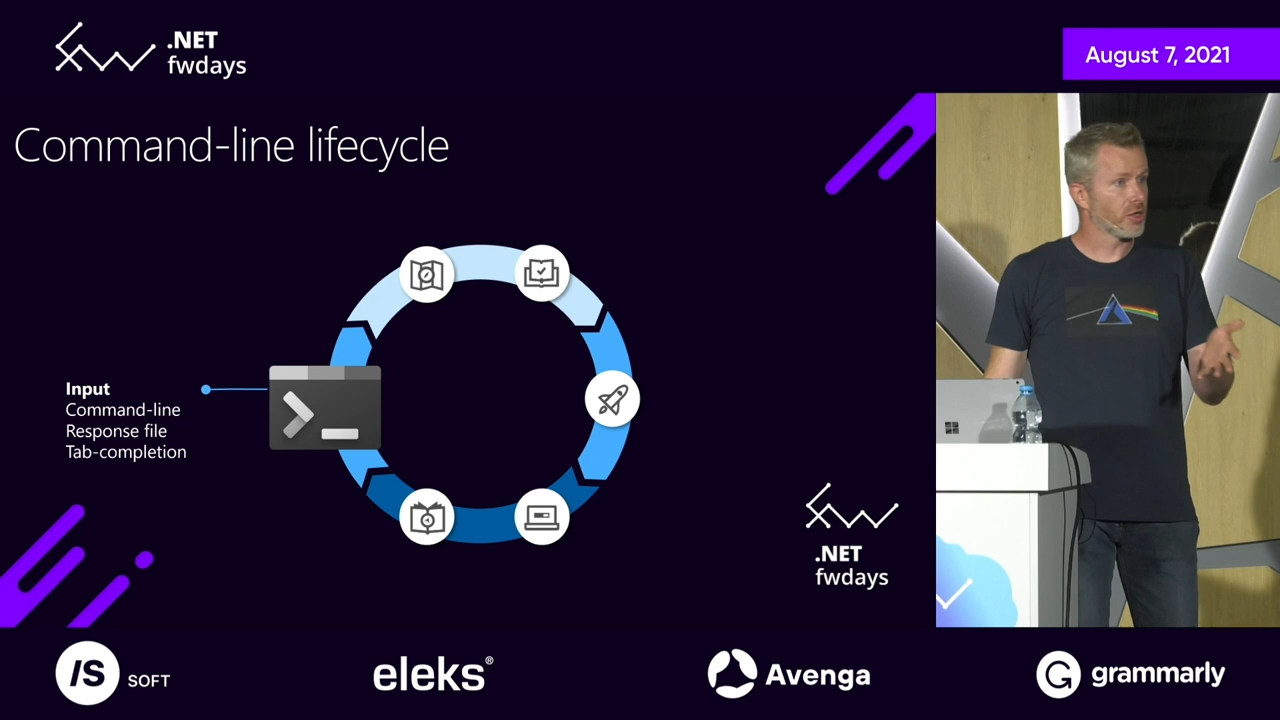 .NET
fwdays
August 7, 2021
Command-line lifecycle
Input
Command-line
Response file
Tab-completion
.NET
fwdays
IS SOFT
eleks®
Avenga
grammarly